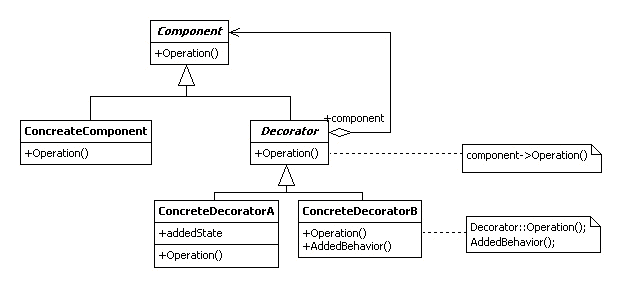 Component
+Operation()
+component
ConcreateComponent
+Operation()
Decorator
+Operation()
component->Operation()
ConcreteDecoratorA
+addedState
+Operation()
ConcreteDecoratorB
+Operation()
+AddedBehavior()
Decorator::Operation();
AddedBehavior();